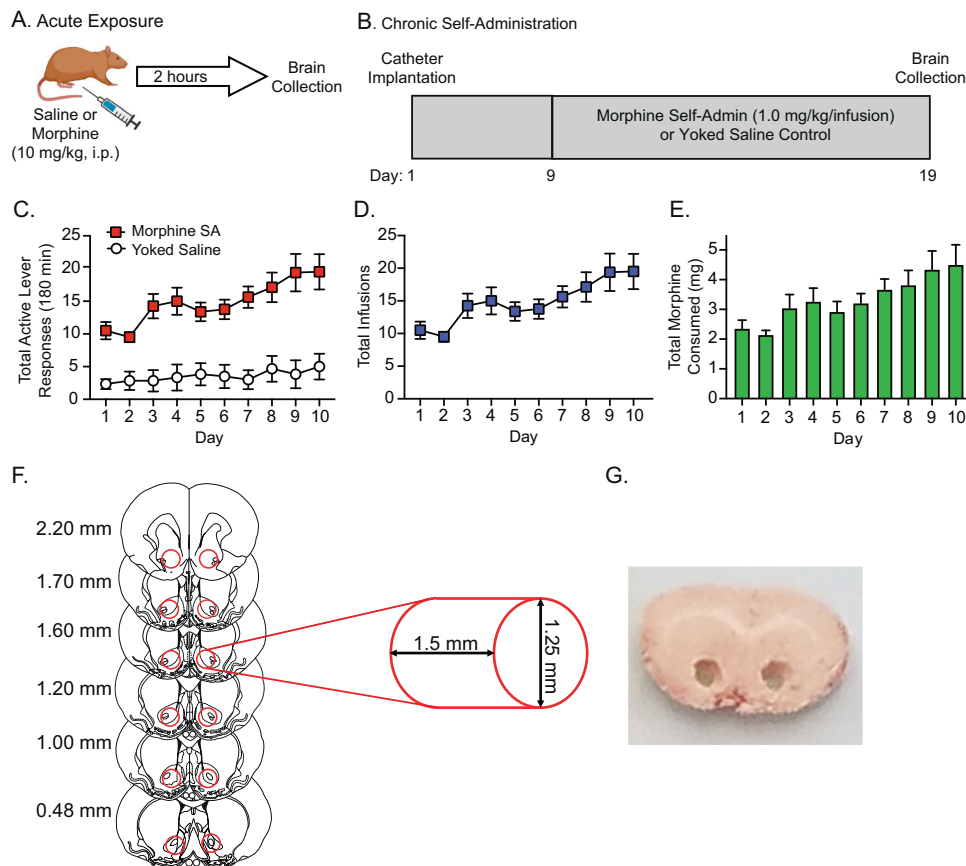 A. Acute Exposure
2 hours
Brain
Collection
Saline or
Morphine
(10 mg/kg, i.p.)
B. Chronic Self-Administration
Catheter
Implantation
Brain
Collection
Morphine Self-Admin (1.0 mg/kg/infusion)
or Yoked Saline Control
Day: 1
9
19
C.
Total Active Lever
Responses (180 min)
25
20
15
10
5
0
Morphine SA
Yoked Saline
1 2 3 4 5 6 7 8 9 10
Day
D.
Total Infusions
25
20
15
10
5
0
1 2 3 4 5 6 7 8 9 10
Day
E.
Total Morphine
Consumed (mg)
5
4
3
2
1
0
1 2 3 4 5 6 7 8 9 10
Day
F.
2.20 mm
1.70 mm
1.60 mm
1.20 mm
1.00 mm
0.48 mm
1.5 mm
1.25 mm
G.